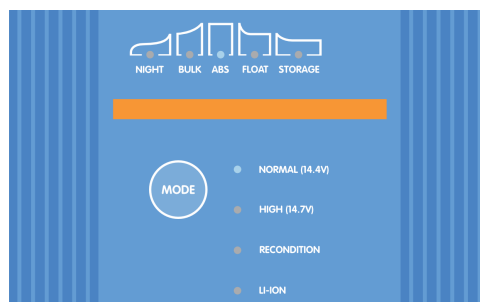 NIGHT BULK ABS FLOAT STORAGE
MODE
NORMAL (14.4V)
HIGH (14.7V)
RECONDITION
LI-ION